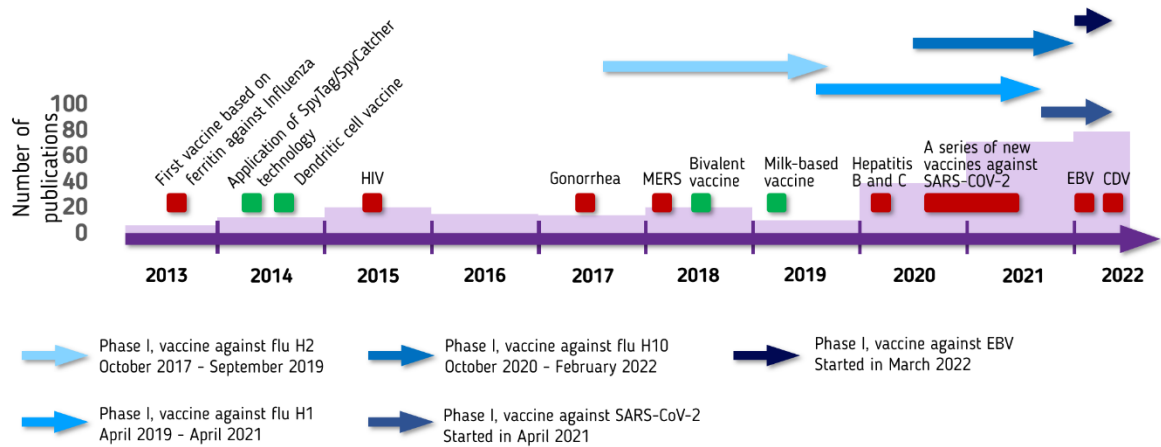 Number of
publications
100
80
60
40
20
0
First vaccine based on
ferritin against Influenza
Application of SpyTag/SpyCatcher
technology
Dendritic cell vaccine
HIV
Gonorrhea
MERS
Bivalent
vaccine
Milk-based
vaccine
Hepatitis
B and C
A series of new
vaccines against
SARS-COV-2
EBV
CDV
2013
2014
2015
2016
2017
2018
2019
2020
2021
2022
Phase I, vaccine against flu H2
October 2017 - September 2019
Phase I, vaccine against flu H10
October 2020 - February 2022
Phase I, vaccine against EBV
Started in March 2022
Phase I, vaccine against flu H1
April 2019 - April 2021
Phase I, vaccine against SARS-CoV-2
Started in April 2021